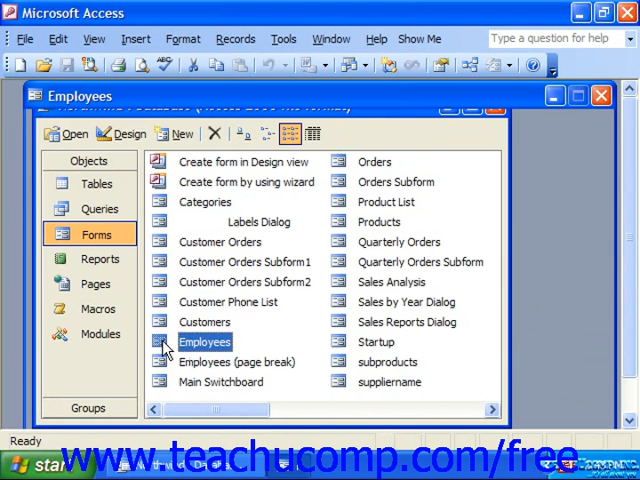 Microsoft Access
File Edit View Insert Format Records Tools Window Help Show Me
Type a question for help
Employees
Open Design New
Objects
Tables
Queries
Forms
Reports
Pages
Macros
Modules
Groups
Create form in Design view
Create form by using wizard
Categories
Labels Dialog
Customer Orders
Customer Orders Subform1
Customer Orders Subform2
Customer Phone List
Customers
Employees
Employees (page break)
Main Switchboard
Orders
Orders Subform
Product List
Products
Quarterly Orders
Quarterly Orders Subform
Sales Analysis
Sales by Year Dialog
Sales Reports Dialog
Startup
subproducts
suppliername
Ready
start
www.teachucomp.com/free